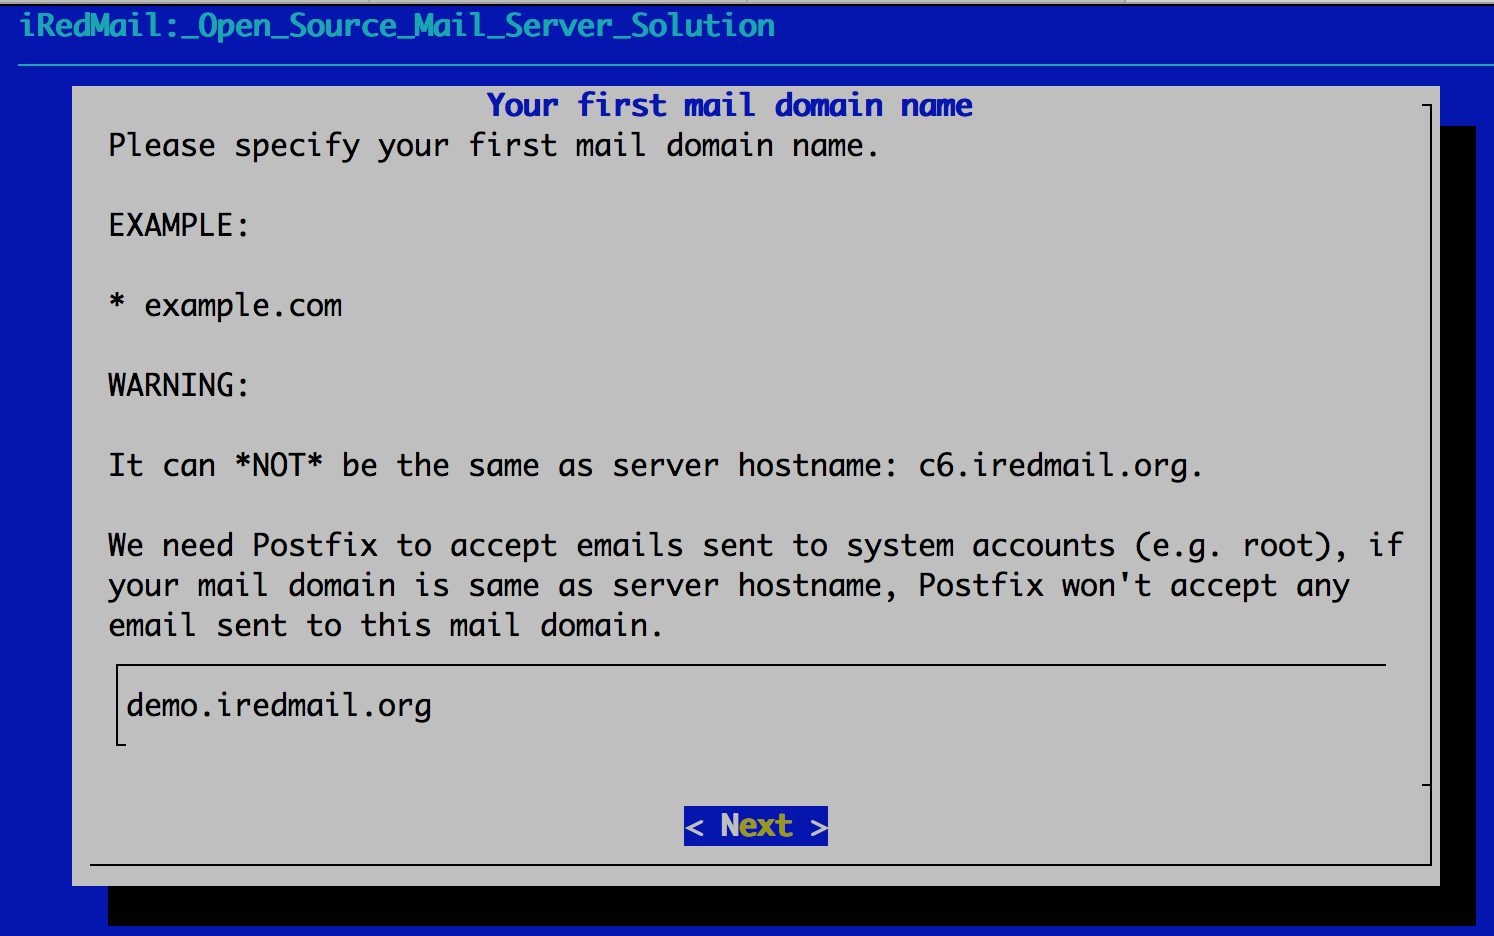 iRedMail:_Open_Source_Mail_Server_Solution
Your first mail domain name
Please specify your first mail domain name.
EXAMPLE:
* example.com
WARNING:
It can *NOT* be the same as server hostname: c6.iredmail.org.
We need Postfix to accept emails sent to system accounts (e.g. root), if
your mail domain is same as server hostname, Postfix won't accept any
email sent to this mail domain.
demo.iredmail.org
< Next >